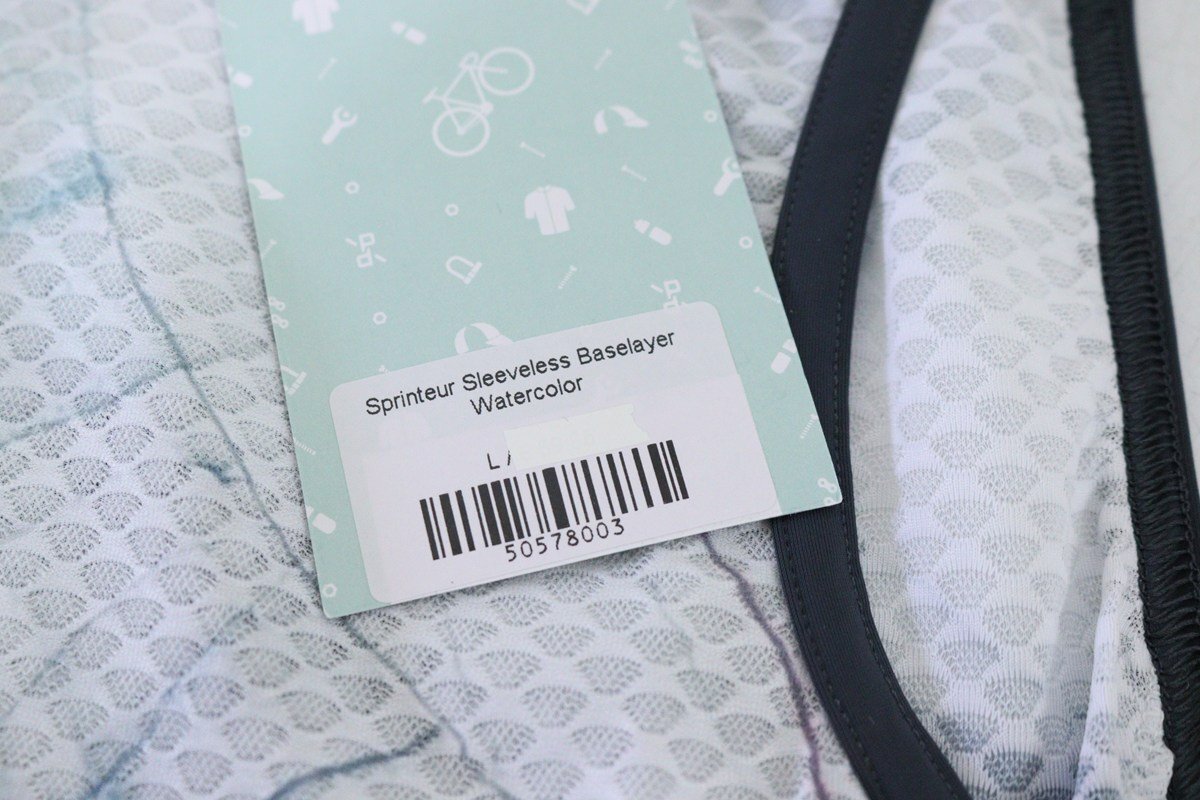 Sprinteur Sleeveless Baselayer
Watercolor
L/
50578003